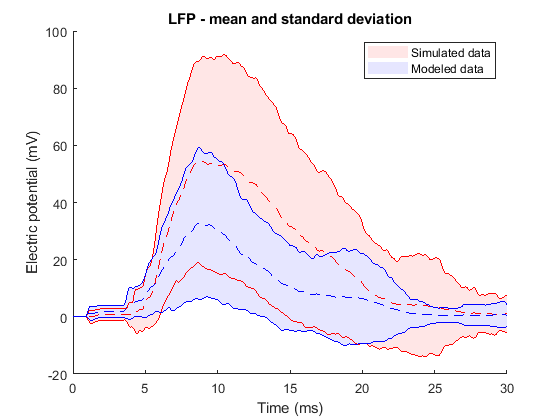 LFP - mean and standard deviation
Simulated data
Modeled data
Electric potential (mV)
100
80
60
40
20
0
-20
0 5 10 15 20 25 30
Time (ms)